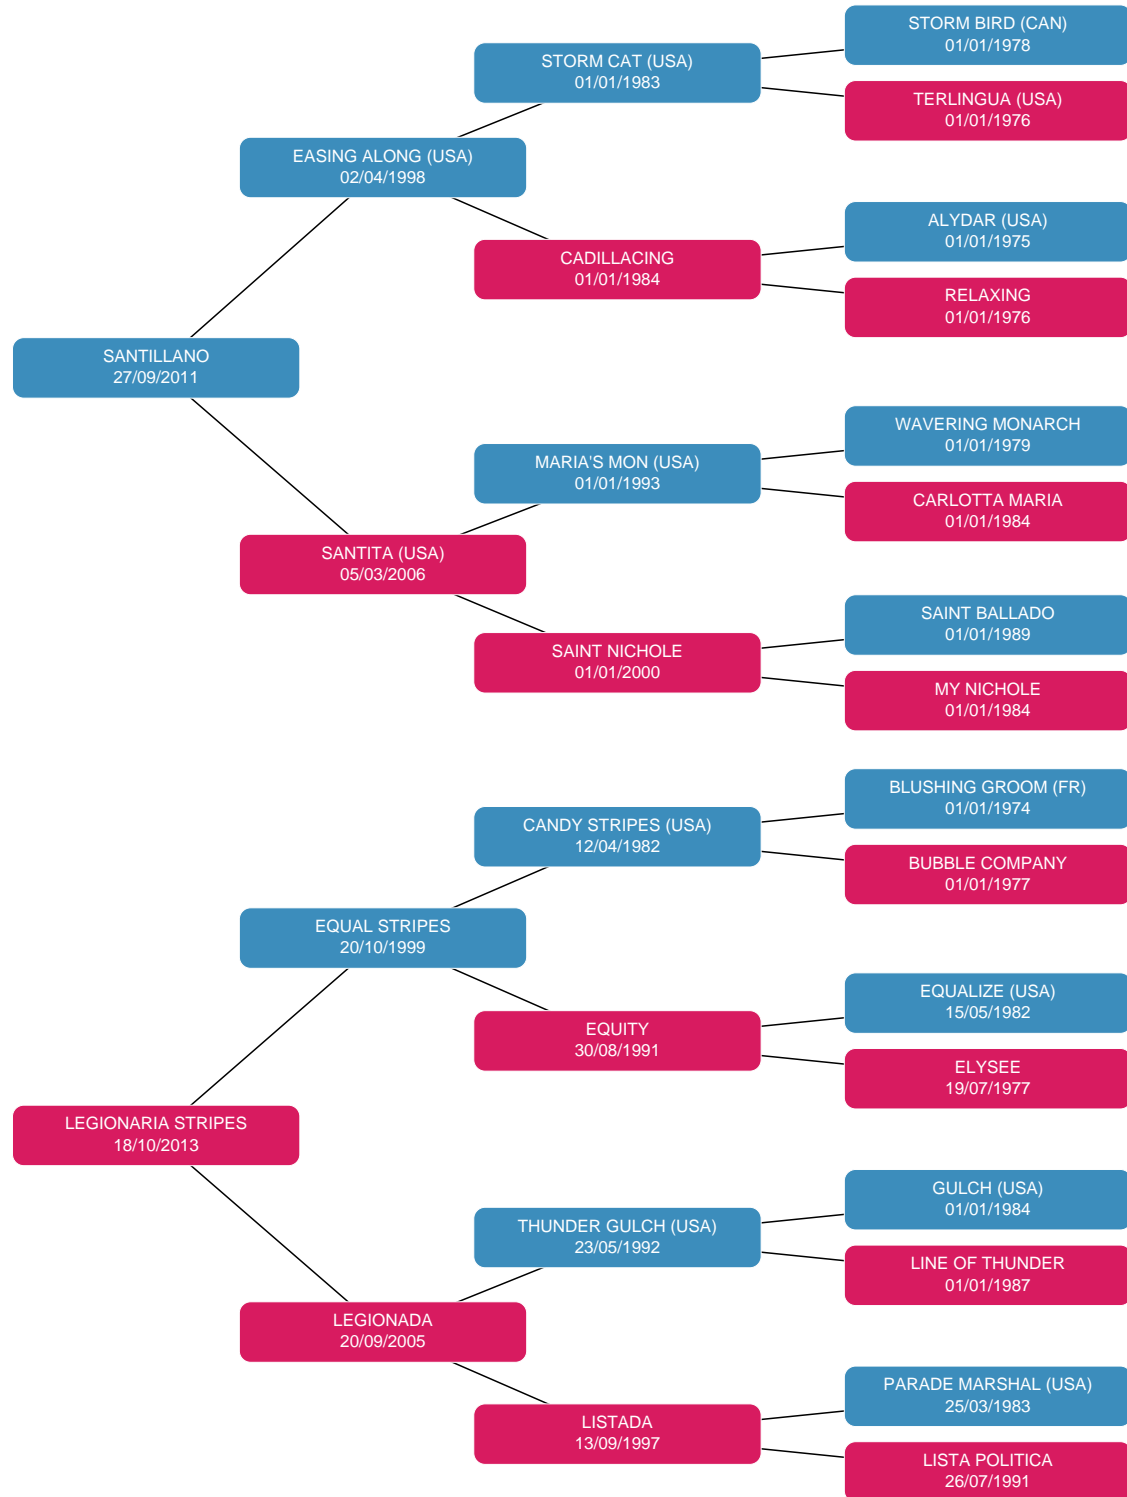 STORM BIRD (CAN)
01/01/1978
STORM CAT (USA)
01/01/1983
TERLINGUA (USA)
01/01/1976
EASING ALONG (USA)
02/04/1998
ALYDAR (USA)
01/01/1975
CADILLACING
01/01/1984
RELAXING
01/01/1976
SANTILLANO
27/09/2011
WAVERING MONARCH
01/01/1979
MARIA'S MON (USA)
01/01/1993
CARLOTTA MARIA
01/01/1984
SANTITA (USA)
05/03/2006
SAINT BALLADO
01/01/1989
SAINT NICHOLE
01/01/2000
MY NICHOLE
01/01/1984
BLUSHING GROOM (FR)
01/01/1974
CANDY STRIPES (USA)
12/04/1982
BUBBLE COMPANY
01/01/1977
EQUAL STRIPES
20/10/1999
EQUALIZE (USA)
15/05/1982
EQUITY
30/08/1991
ELYSEE
19/07/1977
LEGIONARIA STRIPES
18/10/2013
GULCH (USA)
01/01/1984
THUNDER GULCH (USA)
23/05/1992
LINE OF THUNDER
01/01/1987
LEGIONADA
20/09/2005
PARADE MARSHAL (USA)
25/03/1983
LISTADA
13/09/1997
LISTA POLITICA
26/07/1991